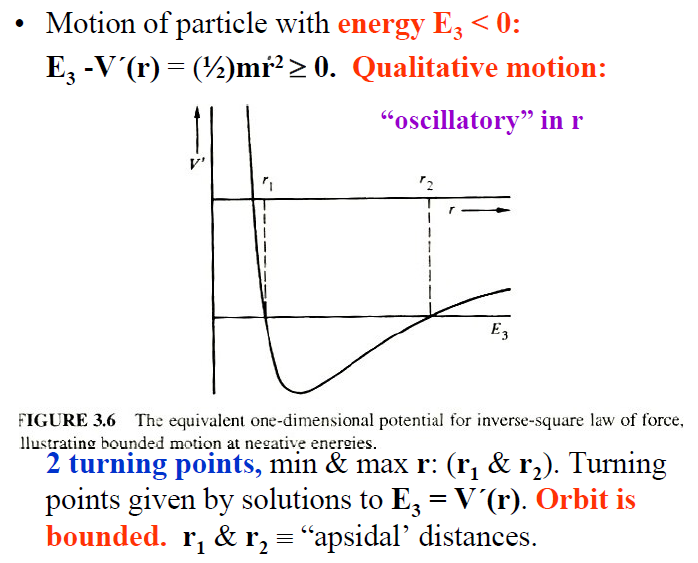 • Motion of particle with energy E₃ < 0:
E₃ -V´(r) = (½)mṙ² ≥ 0. Qualitative motion:
“oscillatory” in r
V'
r₁
r₂
r
E₃
FIGURE 3.6 The equivalent one-dimensional potential for inverse-square law of force,
llustrating bounded motion at negative energies.
2 turning points, min & max r: (r₁ & r₂). Turning
points given by solutions to E₃ = V´(r). Orbit is
bounded. r₁ & r₂ ≡ “apsidal’ distances.